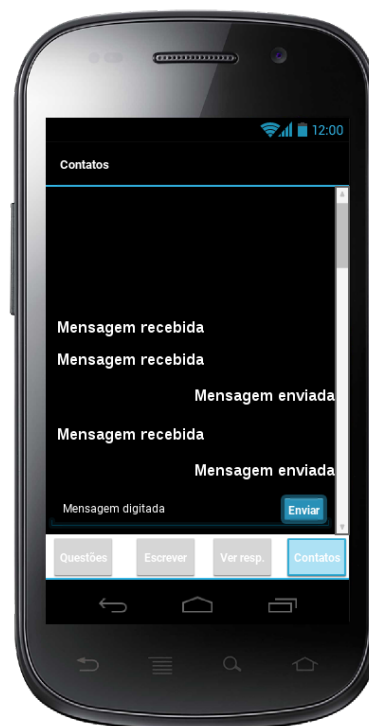 12:00
Contatos
Mensagem recebida
Mensagem recebida
Mensagem enviada
Mensagem recebida
Mensagem enviada
Mensagem digitada Enviar
Questões Escrever Ver resp. Contatos